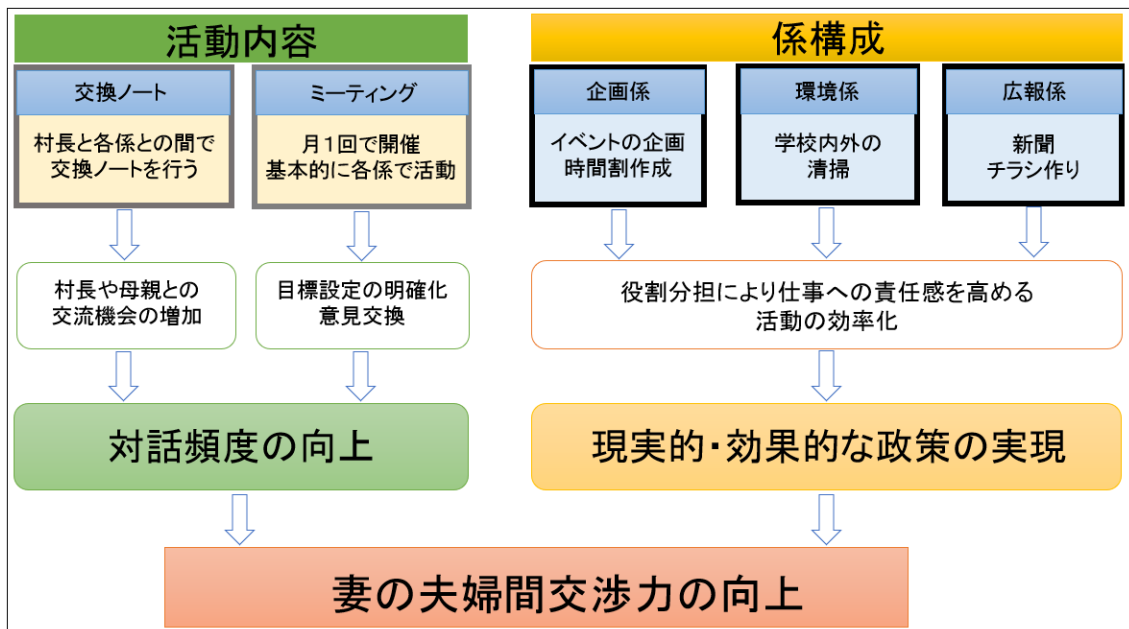 活動内容
交換ノート
村長と各係との間で
交換ノートを行う
ミーティング
月1回で開催
基本的に各係で活動
村長や母親との
交流機会の増加
目標設定の明確化
意見交換
対話頻度の向上
係構成
企画係
イベントの企画
時間割作成
環境係
学校内外の
清掃
広報係
新聞
チラシ作り
役割分担により仕事への責任感を高める
活動の効率化
現実的・効果的な政策の実現
妻の夫婦間交渉力の向上